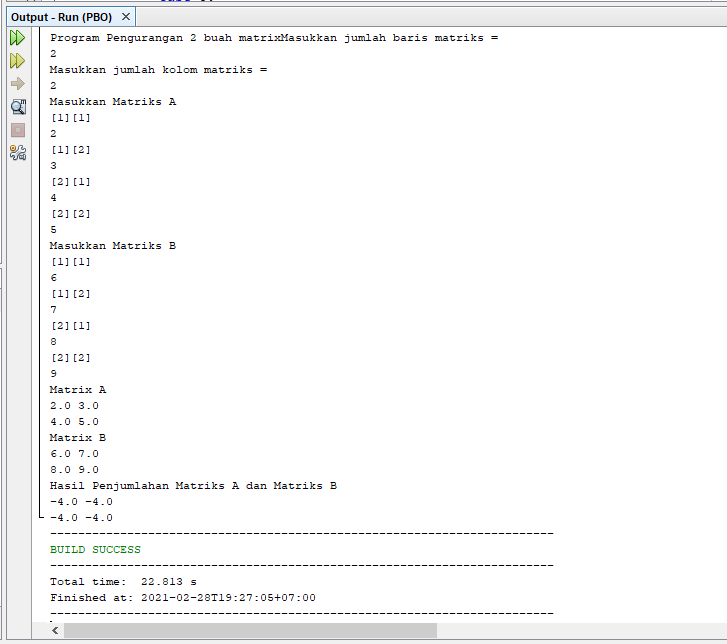 Output - Run (PBO) ×
Program Pengurangan 2 buah matrixMasukkan jumlah baris matriks =
2
Masukkan jumlah kolom matriks =
2
Masukkan Matriks A
[1][1]
2
[1][2]
3
[2][1]
4
[2][2]
5
Masukkan Matriks B
[1][1]
6
[1][2]
7
[2][1]
8
[2][2]
9
Matrix A
2.0 3.0
4.0 5.0
Matrix B
6.0 7.0
8.0 9.0
Hasil Penjumlahan Matriks A dan Matriks B
-4.0 -4.0
-4.0 -4.0
------------------------------------------------------------------------
BUILD SUCCESS
------------------------------------------------------------------------
Total time:  22.813 s
Finished at: 2021-02-28T19:27:05+07:00
------------------------------------------------------------------------